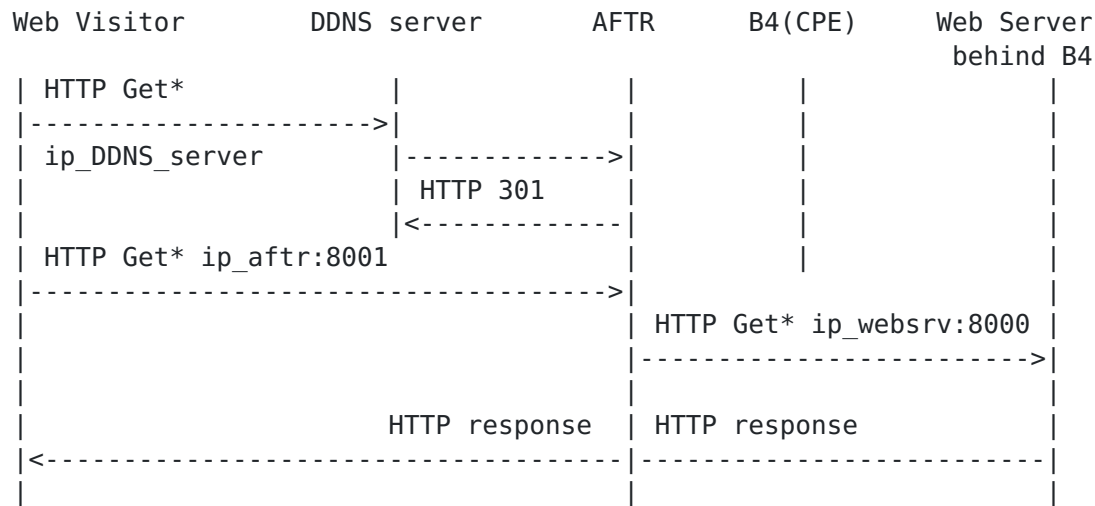 Web Visitor DDNS server AFTR B4(CPE) Web Server
behind B4
HTTP Get*
ip_DDNS_server
HTTP 301
HTTP Get* ip_aftr:8001
HTTP Get* ip_websrv:8000
HTTP response HTTP response